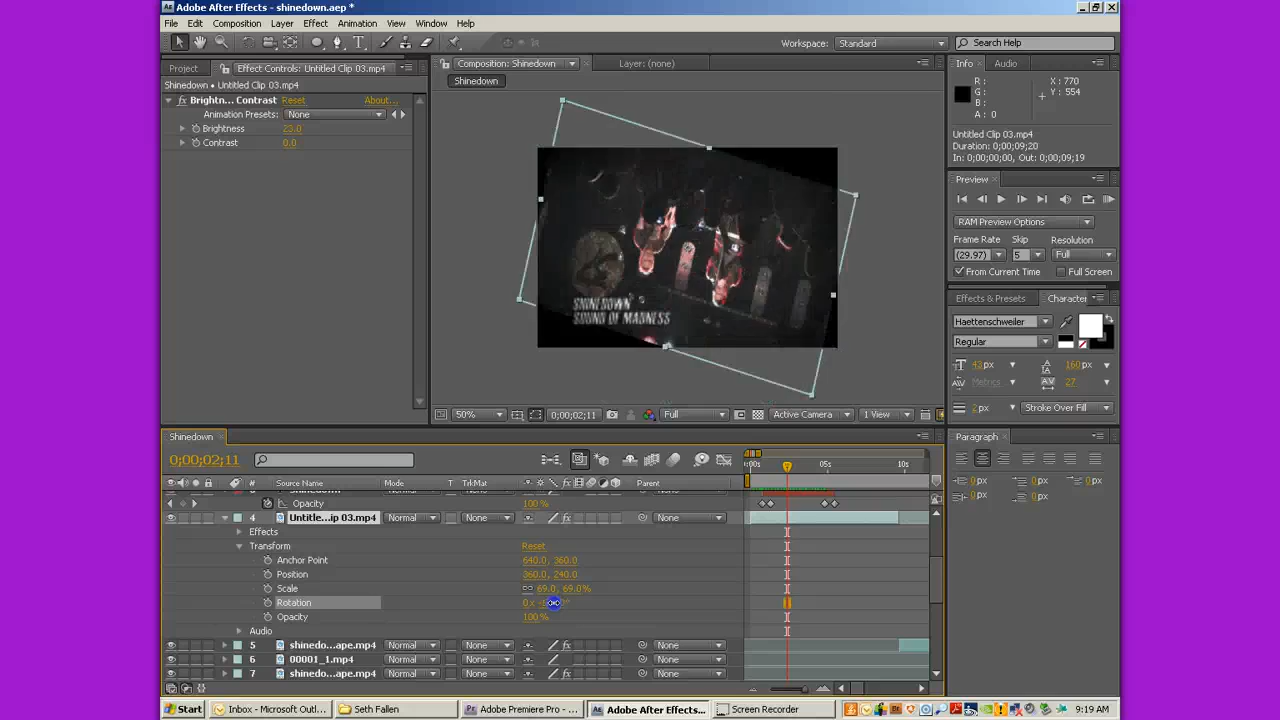 Adobe After Effects - shinedown.aep *
File Edit Composition Layer Effect Animation View Window Help
Workspace: Standard Search Help
Project Effect Controls: Untitled Clip 03.mp4
Composition: Shinedown Layer: (none)
Info Audio
Shinedown • Untitled Clip 03.mp4
Shinedown
Brightn... Contrast Reset About...
Animation Presets: None
Brightness 23.0
Contrast 0.0
R:
G:
B:
A: 0
X: 770
Y: 554
Untitled Clip 03.mp4
Duration: 0;00;09;20
In: 0;00;00;00, Out: 0;00;09;19
Preview
RAM Preview Options
Frame Rate Skip Resolution
(29.97) 5 Full
From Current Time Full Screen
SHINEDOWN
SOUND OF MADNESS
Effects & Presets Character
Haettenschweiler
Regular
43 px 160 px
Metrics 27
2 px Stroke Over Fill
50% 0;00;02;11 Full Active Camera 1 View
Shinedown
Paragraph
0;00;02;11
:00s 05s 10s
# Source Name Mode T TrkMat Parent
0 px 0 px 0 px
0 px 0 px
Opacity 100 %
4 Untitle...ip 03.mp4 Normal None None
Effects
Transform Reset
Anchor Point 640.0, 360.0
Position 360.0, 240.0
Scale 69.0, 69.0%
Rotation 0x
Opacity 100 %
Audio
5 shinedo...ape.mp4 Normal None None
6 00001_1.mp4 Normal None None
7 shinedo...ape.mp4 Normal None None
Start Inbox - Microsoft Outl... Seth Fallen Adobe Premiere Pro - ... Adobe After Effects... Screen Recorder 9:19 AM